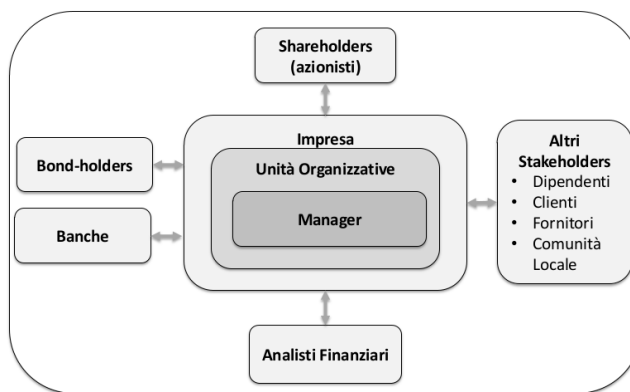 Shareholders
(azionisti)
Impresa
Unità Organizzative
Manager
Bond-holders
Banche
Altri
Stakeholders
• Dipendenti
• Clienti
• Fornitori
• Comunità
Locale
Analisti Finanziari